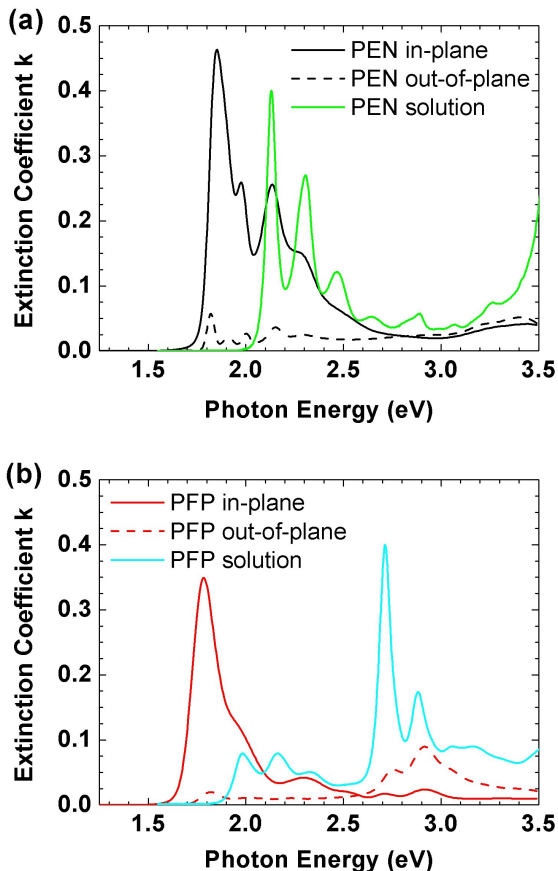 (a)
0.5
0.4
0.3
0.2
0.1
0.0
Extinction Coefficient k
PEN in-plane
PEN out-of-plane
PEN solution
1.5 2.0 2.5 3.0 3.5
Photon Energy (eV)
(b)
0.5
0.4
0.3
0.2
0.1
0.0
Extinction Coefficient k
PFP in-plane
PFP out-of-plane
PFP solution
1.5 2.0 2.5 3.0 3.5
Photon Energy (eV)